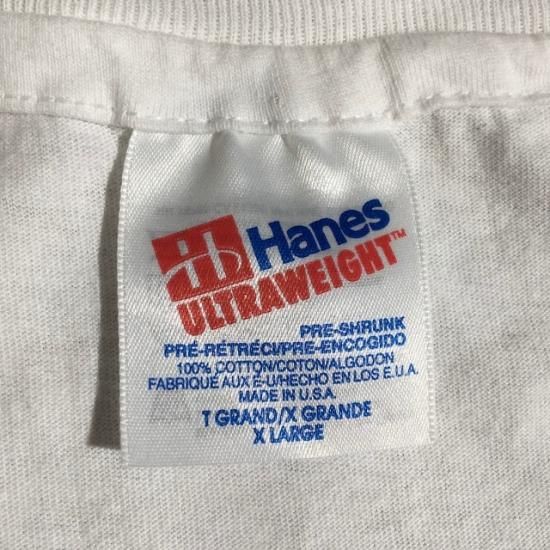 Hanes
ULTRAWEIGHT™
PRE-SHRUNK
PRÉ-RÉTRÉCI/PRE-ENCOGIDO
100% COTTON/COTON/ALGODON
FABRIQUÉ AUX E-U/HECHO EN LOS E.U.A.
MADE IN U.S.A.
T GRAND/X GRANDE
X LARGE